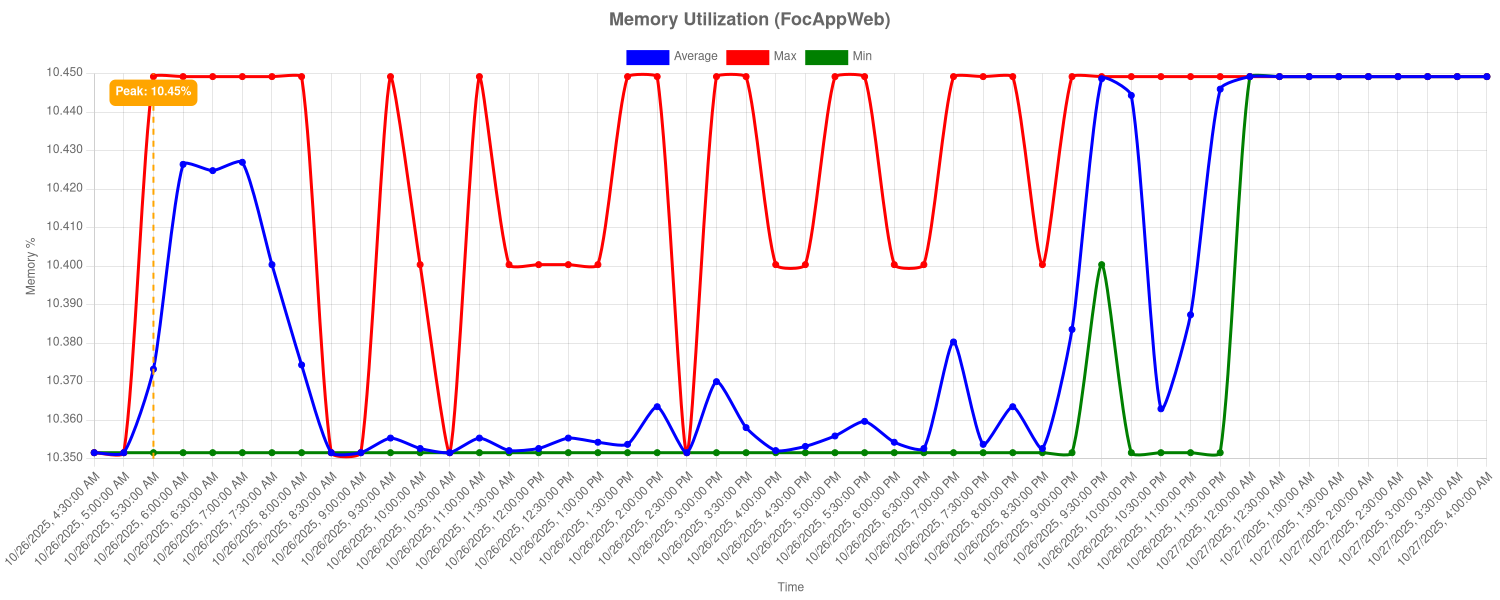 Memory Utilization (FocAppWeb)
Average Max Min
10.450
Peak: 10.45%
10.440
10.430
10.420
10.410
10.400
10.390
10.380
10.370
10.360
10.350
Memory %
10/26/2025, 4:30:00 AM
10/26/2025, 5:00:00 AM
10/26/2025, 5:30:00 AM
10/26/2025, 6:00:00 AM
10/26/2025, 6:30:00 AM
10/26/2025, 7:00:00 AM
10/26/2025, 7:30:00 AM
10/26/2025, 8:00:00 AM
10/26/2025, 8:30:00 AM
10/26/2025, 9:00:00 AM
10/26/2025, 9:30:00 AM
10/26/2025, 10:00:00 AM
10/26/2025, 10:30:00 AM
10/26/2025, 11:00:00 AM
10/26/2025, 11:30:00 AM
10/26/2025, 12:00:00 PM
10/26/2025, 12:30:00 PM
10/26/2025, 1:00:00 PM
10/26/2025, 1:30:00 PM
10/26/2025, 2:00:00 PM
10/26/2025, 2:30:00 PM
10/26/2025, 3:00:00 PM
10/26/2025, 3:30:00 PM
10/26/2025, 4:00:00 PM
10/26/2025, 4:30:00 PM
10/26/2025, 5:00:00 PM
10/26/2025, 5:30:00 PM
10/26/2025, 6:00:00 PM
10/26/2025, 6:30:00 PM
10/26/2025, 7:00:00 PM
10/26/2025, 7:30:00 PM
10/26/2025, 8:00:00 PM
10/26/2025, 8:30:00 PM
10/26/2025, 9:00:00 PM
10/26/2025, 9:30:00 PM
10/26/2025, 10:00:00 PM
10/26/2025, 10:30:00 PM
10/26/2025, 11:00:00 PM
10/26/2025, 11:30:00 PM
10/27/2025, 12:00:00 AM
10/27/2025, 12:30:00 AM
10/27/2025, 1:00:00 AM
10/27/2025, 1:30:00 AM
10/27/2025, 2:00:00 AM
10/27/2025, 2:30:00 AM
10/27/2025, 3:00:00 AM
10/27/2025, 3:30:00 AM
10/27/2025, 4:00:00 AM
Time